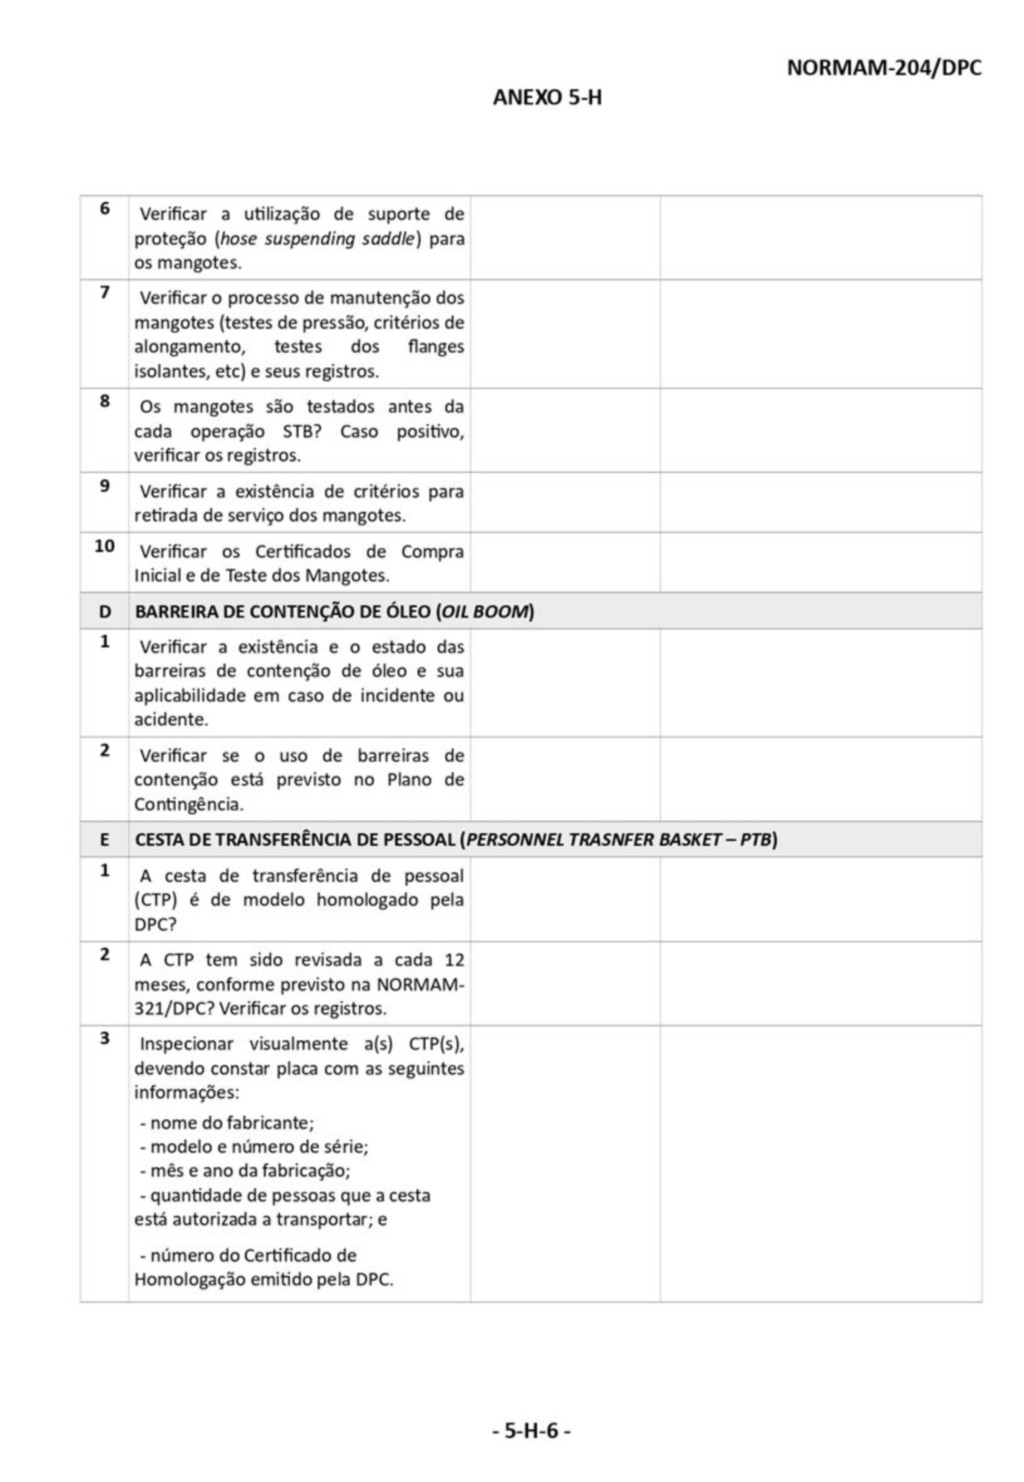 NORMAM-204/DPC
ANEXO 5-H
6 Verificar a utilização de suporte de
proteção (hose suspending saddle) para
os mangotes.
7 Verificar o processo de manutenção dos
mangotes (testes de pressão, critérios de
alongamento, testes dos flanges
isolantes, etc) e seus registros.
8 Os mangotes são testados antes da
cada operação STB? Caso positivo,
verificar os registros.
9 Verificar a existência de critérios para
retirada de serviço dos mangotes.
10 Verificar os Certificados de Compra
Inicial e de Teste dos Mangotes.
D BARREIRA DE CONTENÇÃO DE ÓLEO (OIL BOOM)
1 Verificar a existência e o estado das
barreiras de contenção de óleo e sua
aplicabilidade em caso de incidente ou
acidente.
2 Verificar se o uso de barreiras de
contenção está previsto no Plano de
Contingência.
E CESTA DE TRANSFERÊNCIA DE PESSOAL (PERSONNEL TRASNFER BASKET – PTB)
1 A cesta de transferência de pessoal
(CTP) é de modelo homologado pela
DPC?
2 A CTP tem sido revisada a cada 12
meses, conforme previsto na NORMAM-
321/DPC? Verificar os registros.
3 Inspecionar visualmente a(s) CTP(s),
devendo constar placa com as seguintes
informações:
- nome do fabricante;
- modelo e número de série;
- mês e ano da fabricação;
- quantidade de pessoas que a cesta
está autorizada a transportar; e
- número do Certificado de
Homologação emitido pela DPC.
- 5-H-6 -